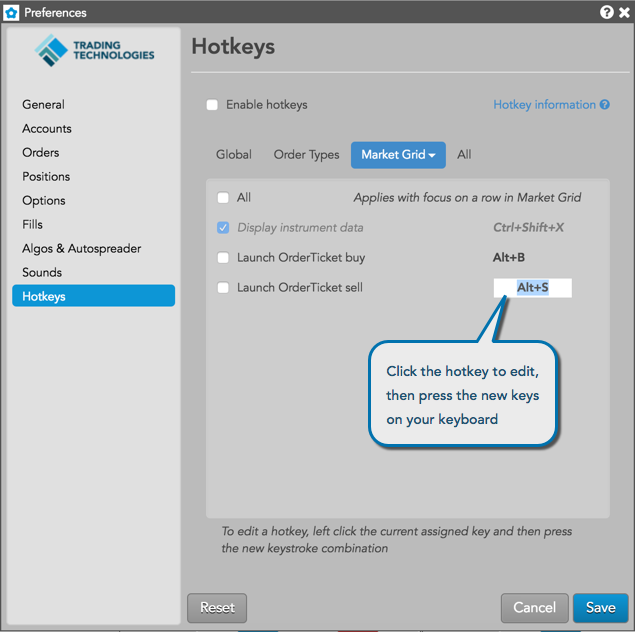 Preferences
TRADING
TECHNOLOGIES
General
Accounts
Orders
Positions
Options
Fills
Algos & Autospreader
Sounds
Hotkeys
Hotkeys
Enable hotkeys
Hotkey information
Global
Order Types
Market Grid
All
All
Applies with focus on a row in Market Grid
Display instrument data
Ctrl+Shift+X
Launch OrderTicket buy
Alt+B
Launch OrderTicket sell
Alt+S
Click the hotkey to edit,
then press the new keys
on your keyboard
To edit a hotkey, left click the current assigned key and then press
the new keystroke combination
Reset
Cancel
Save